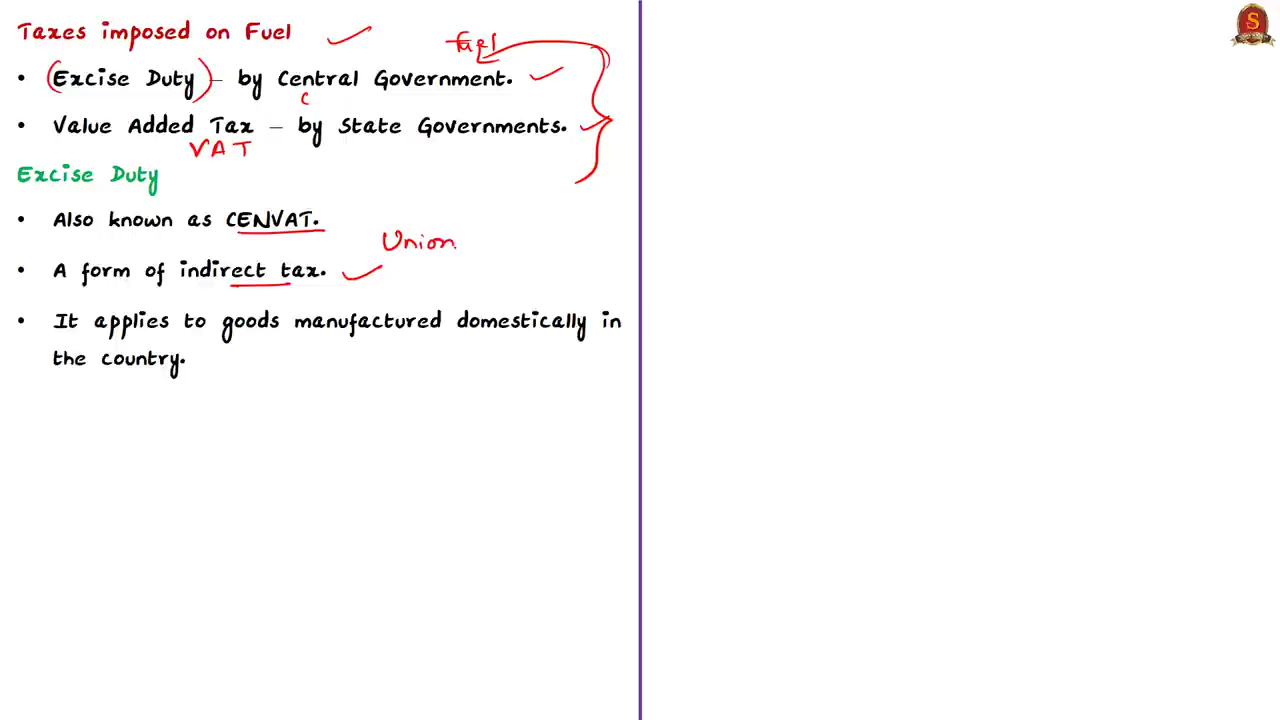 Taxes imposed on Fuel
Fuel
• (Excise Duty) – by Central Government.
C
• Value Added Tax – by State Governments.
VAT
Excise Duty
• Also known as CENVAT.
Union
• A form of indirect tax.
• It applies to goods manufactured domestically in
the country.
S